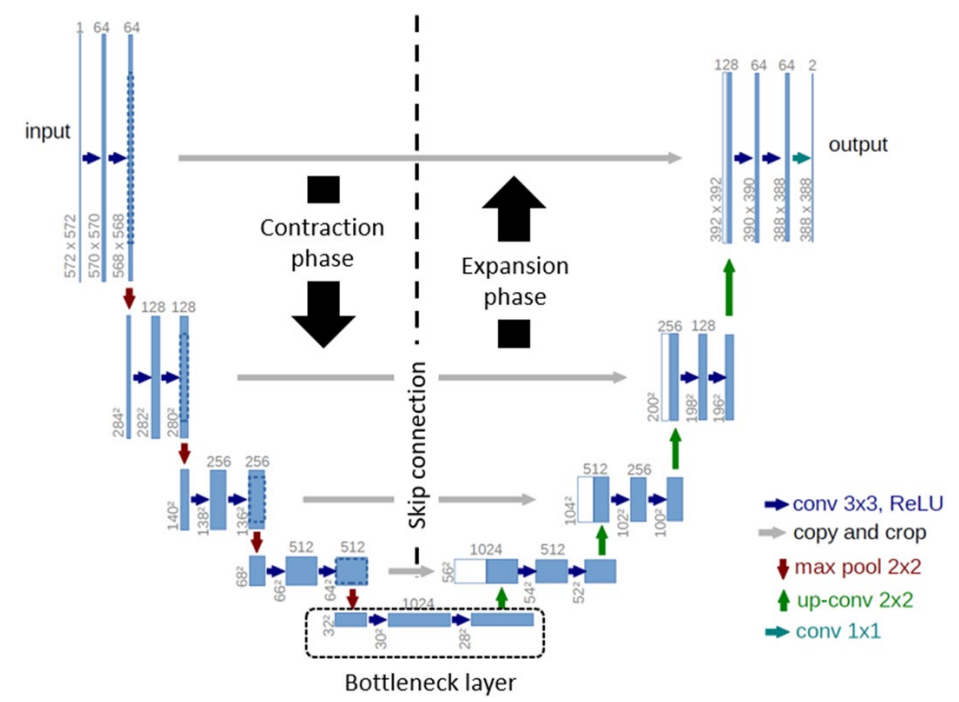 1 64 64
128 64 64 2
input
output
572 x 572
570 x 570
568 x 568
392 x 392
390 x 390
388 x 388
388 x 388
Contraction
phase
Expansion
phase
128 128
256 128
284²
282²
280²
200²
198²
196²
Skip connection
256 256
512 256
140²
138²
136²
104²
102²
100²
conv 3x3, ReLU
copy and crop
max pool 2x2
up-conv 2x2
conv 1x1
512 512
1024 512
68²
66²
64²
56²
54²
52²
1024
32²
30²
28²
Bottleneck layer